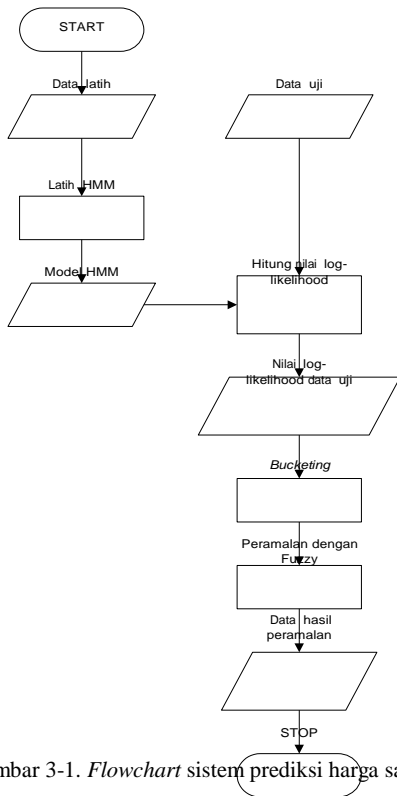 START
Data latih
Data uji
Latih HMM
Model HMM
Hitung nilai log-
likelihood
Nilai log-
likelihood data uji
Bucketing
Peramalan dengan
Fuzzy
Data hasil
peramalan
STOP
mbar 3-1. Flowchart sistem prediksi harga sa